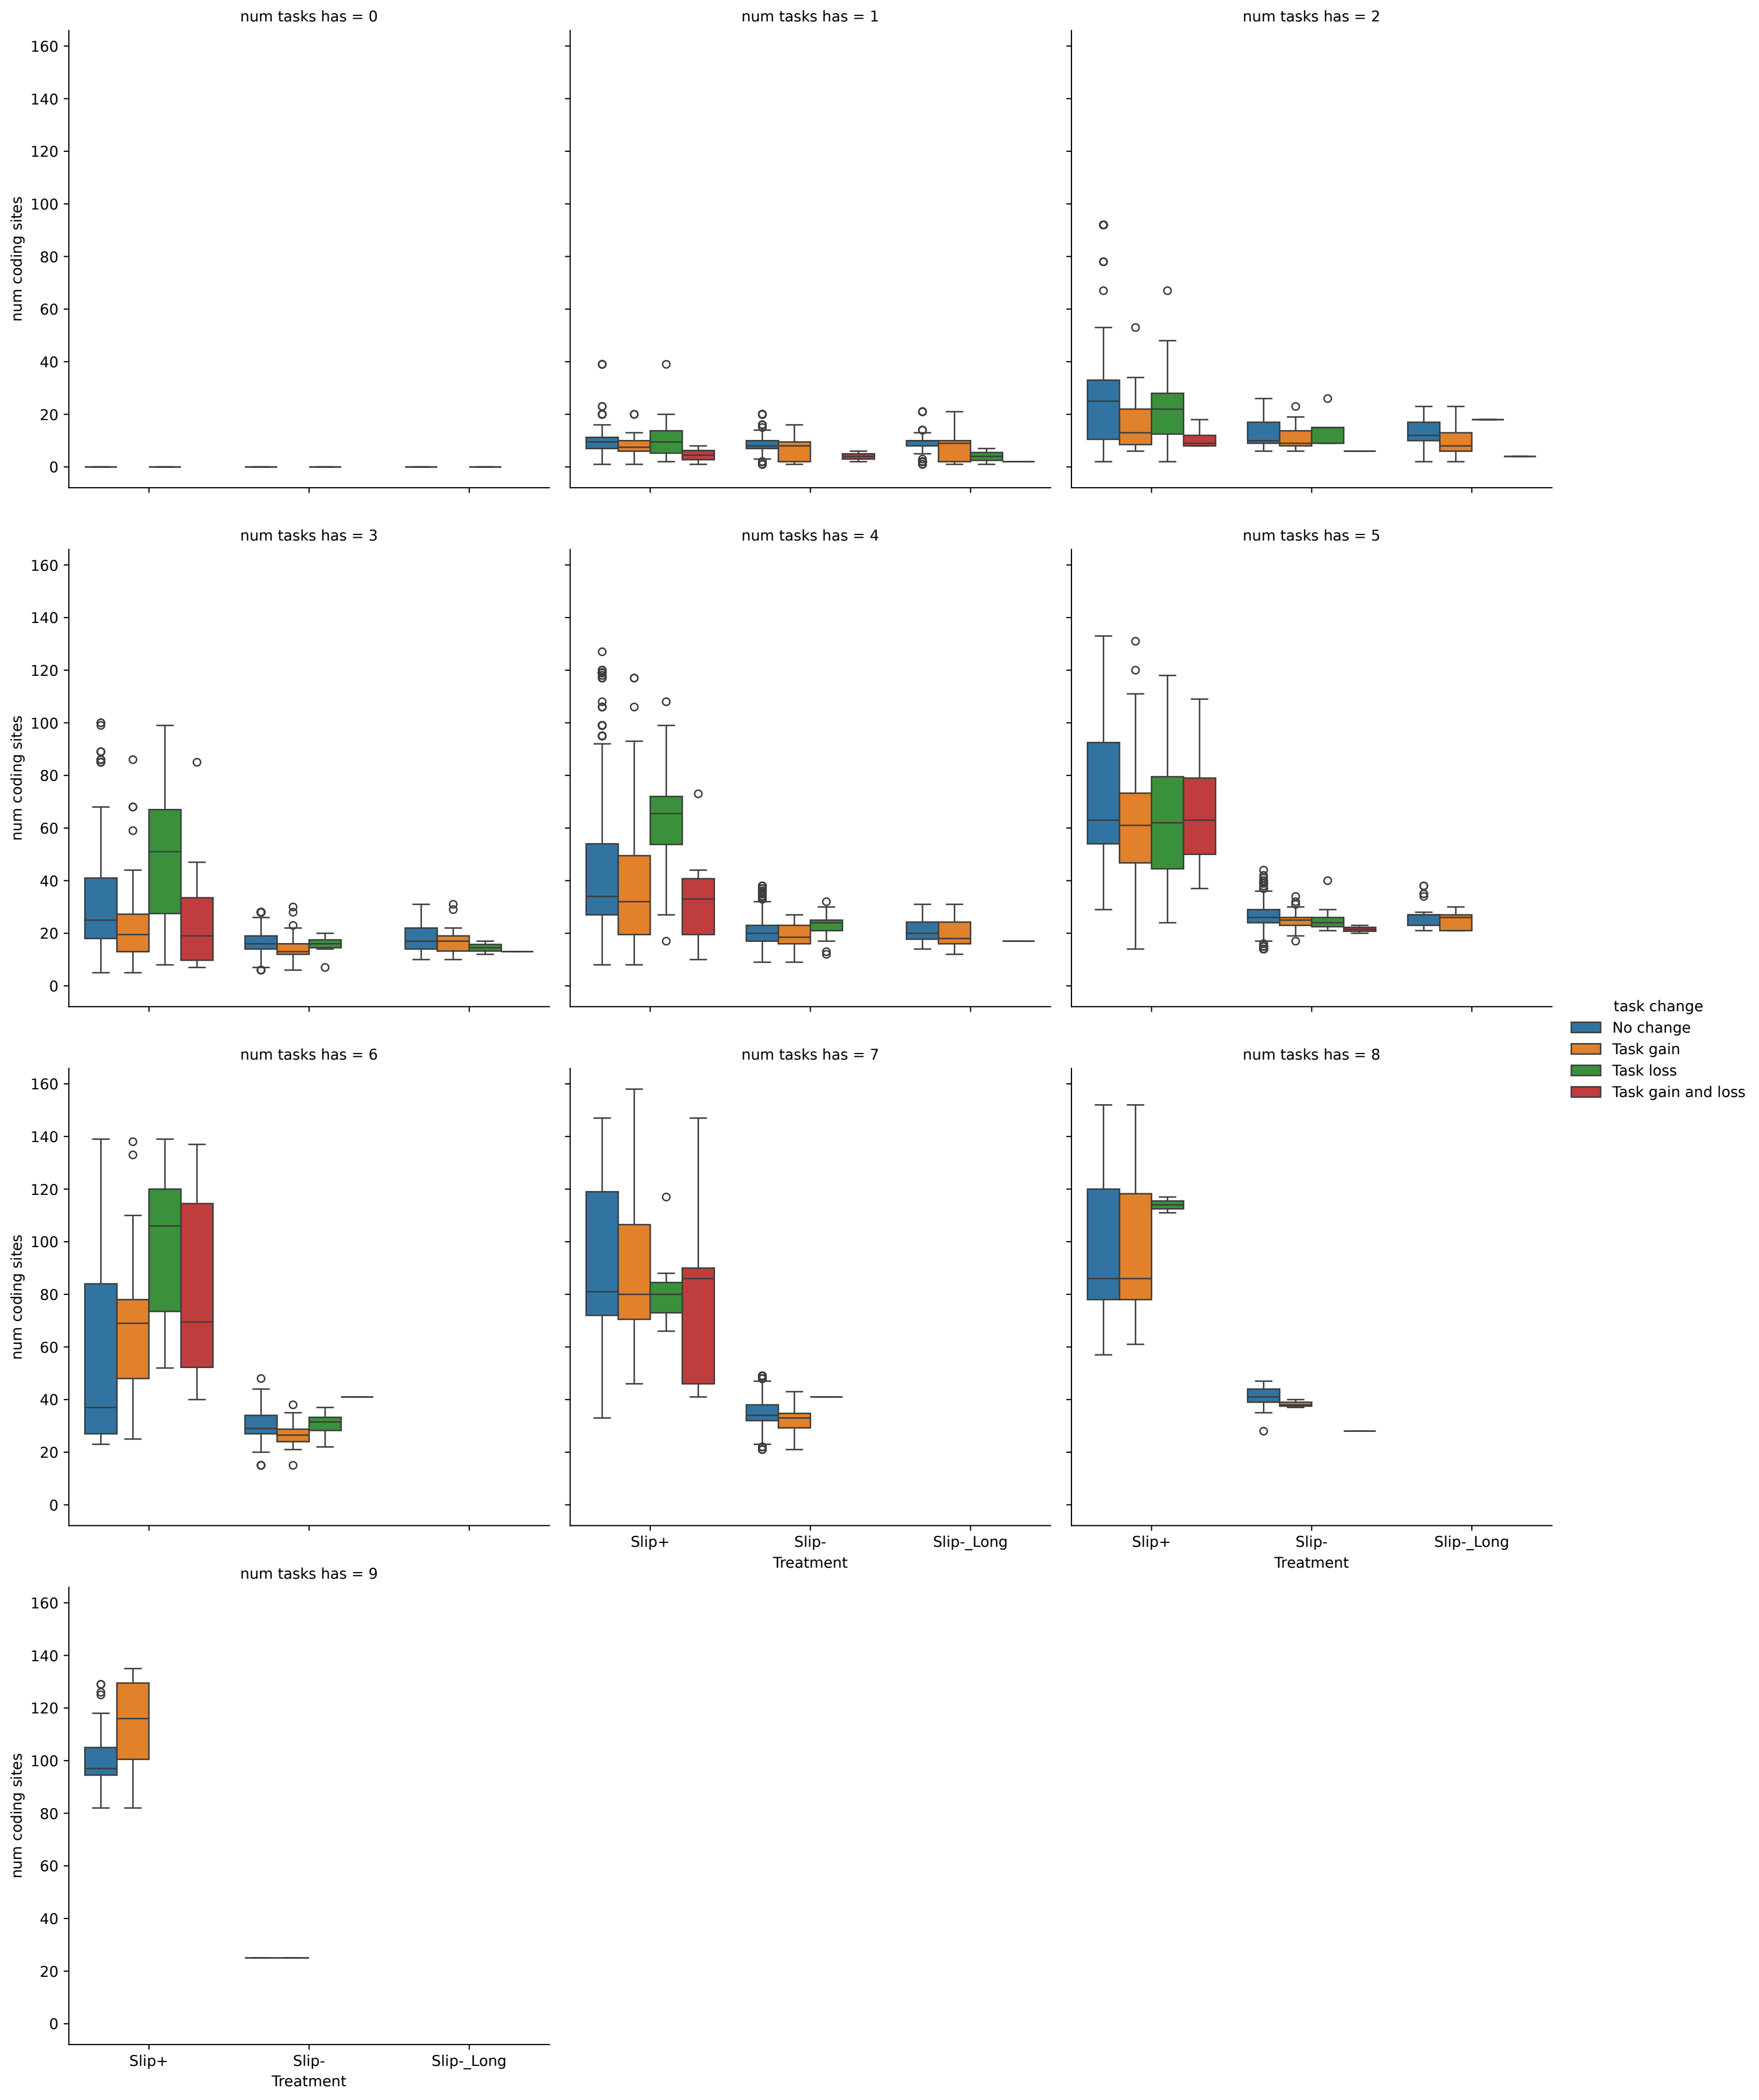 num tasks has = 0
num tasks has = 1
num tasks has = 2
160
140
120
100
80
60
40
20
0
num coding sites
num tasks has = 3
num tasks has = 4
num tasks has = 5
160
140
120
100
80
60
40
20
0
num coding sites
task change
No change
Task gain
Task loss
Task gain and loss
num tasks has = 6
num tasks has = 7
num tasks has = 8
160
140
120
100
80
60
40
20
0
num coding sites
Slip+
Slip-
Slip-_Long
Treatment
Slip+
Slip-
Slip-_Long
Treatment
num tasks has = 9
160
140
120
100
80
60
40
20
0
num coding sites
Slip+
Slip-
Slip-_Long
Treatment